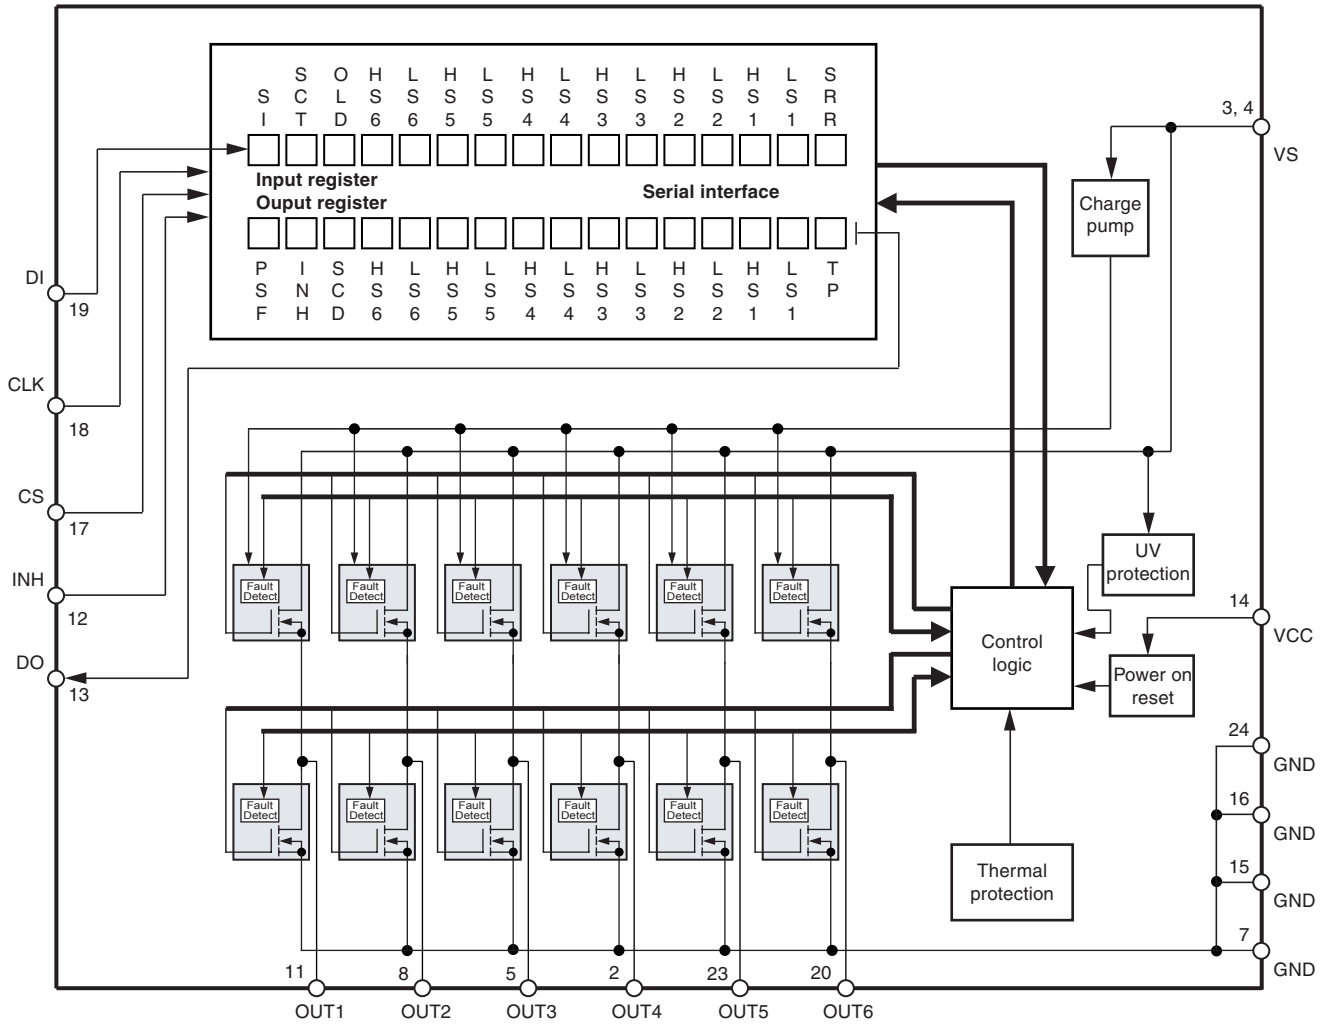 S O H L H L H L H L H L H L S
S C L S S S S S S S S S S S S R
I T D 6 6 5 5 4 4 3 3 2 2 1 1 R
Input register
Ouput register
Serial interface
P I S H L H L H L H L H L H L T
S N C S S S S S S S S S S S S P
F H D 6 6 5 5 4 4 3 3 2 2 1 1
3, 4
VS
Charge
pump
DI
19
CLK
18
CS
17
INH
12
DO
13
Fault
Detect
Fault
Detect
Fault
Detect
Fault
Detect
Fault
Detect
Fault
Detect
UV
protection
14
VCC
Control
logic
Power on
reset
24
GND
16
GND
15
GND
7
GND
Fault
Detect
Fault
Detect
Fault
Detect
Fault
Detect
Fault
Detect
Fault
Detect
Thermal
protection
11
8
5
2
23
20
OUT1
OUT2
OUT3
OUT4
OUT5
OUT6